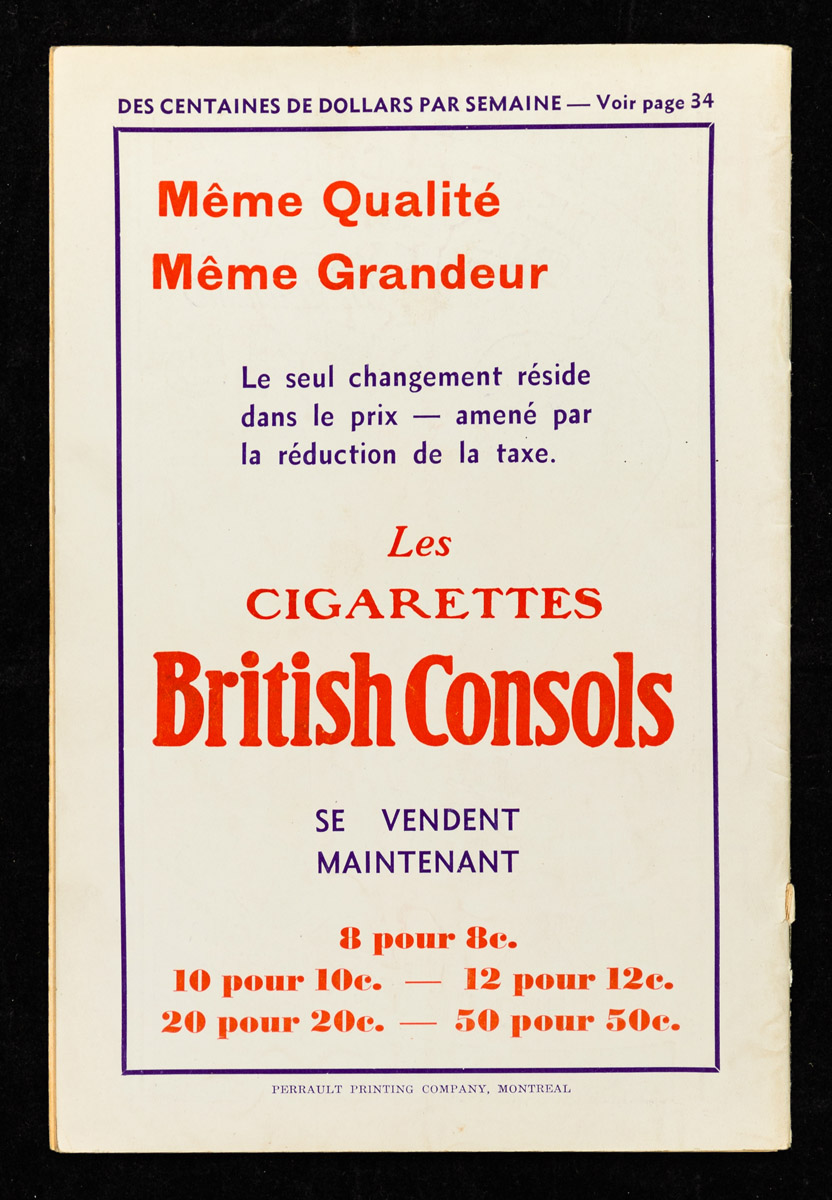 DES CENTAINES DE DOLLARS PAR SEMAINE — Voir page 34
Même Qualité
Même Grandeur
Le seul changement réside
dans le prix — amené par
la réduction de la taxe.
Les
CIGARETTES
British Consols
SE VENDENT
MAINTENANT
8 pour 8c.
10 pour 10c. — 12 pour 12c.
20 pour 20c. — 50 pour 50c.
PERRAULT PRINTING COMPANY, MONTREAL